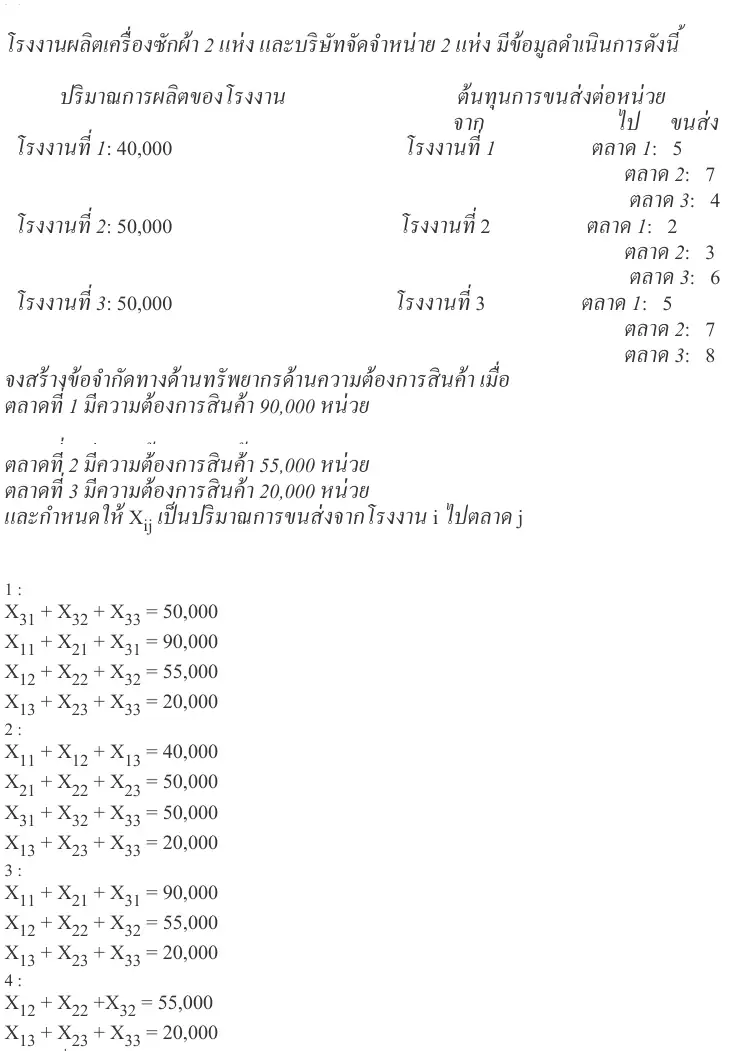 โรงงานผลิตเครื่องซักผ้า 2 แห่ง และบริษัทจัดจำหน่าย 2 แห่ง มีข้อมูลดำเนินการดังนี้
ปริมาณการผลิตของโรงงาน ต้นทุนการขนส่งต่อหน่วย
จาก ไป ขนส่ง
โรงงานที่ 1: 40,000 โรงงานที่ 1 ตลาด 1: 5
ตลาด 2: 7
ตลาด 3: 4
โรงงานที่ 2: 50,000 โรงงานที่ 2 ตลาด 1: 2
ตลาด 2: 3
ตลาด 3: 6
โรงงานที่ 3: 50,000 โรงงานที่ 3 ตลาด 1: 5
ตลาด 2: 7
ตลาด 3: 8
จงสร้างข้อจำกัดทางด้านทรัพยากรด้านความต้องการสินค้า เมื่อ
ตลาดที่ 1 มีความต้องการสินค้า 90,000 หน่วย
ตลาดที่ 2 มีความต้องการสินค้า 55,000 หน่วย
ตลาดที่ 3 มีความต้องการสินค้า 20,000 หน่วย
และกำหนดให้ Xij เป็นปริมาณการขนส่งจากโรงงาน i ไปตลาด j
1 :
X31 + X32 + X33 = 50,000
X11 + X21 + X31 = 90,000
X12 + X22 + X32 = 55,000
X13 + X23 + X33 = 20,000
2 :
X11 + X12 + X13 = 40,000
X21 + X22 + X23 = 50,000
X31 + X32 + X33 = 50,000
X13 + X23 + X33 = 20,000
3 :
X11 + X21 + X31 = 90,000
X12 + X22 + X32 = 55,000
X13 + X23 + X33 = 20,000
4 :
X12 + X22 +X32 = 55,000
X13 + X23 + X33 = 20,000